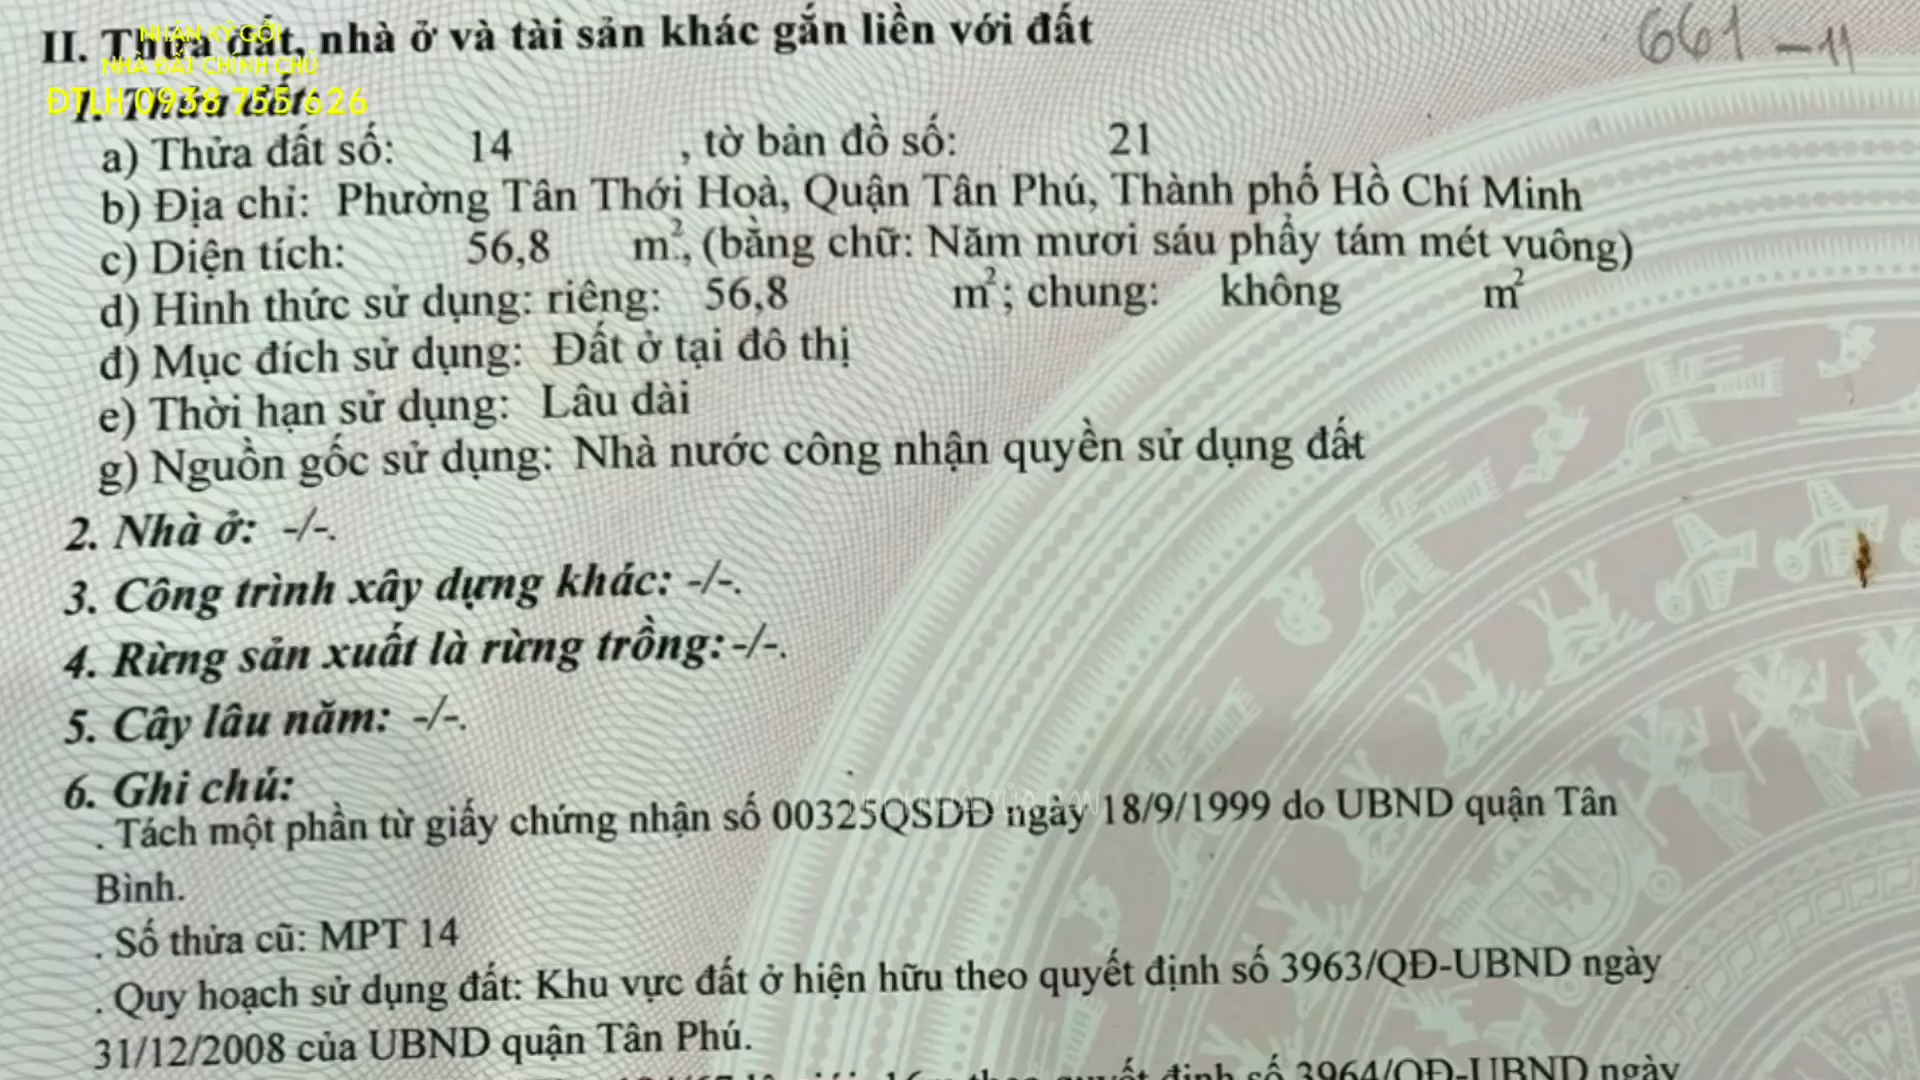 II. Thửa đất, nhà ở và tài sản khác gắn liền với đất
661 - 11
NHẬN KÝ GỞI
NHÀ ĐẤT CHÍNH CHỦ
ĐTLH 0938 755 626
1. Thửa đất:
a) Thửa đất số: 14 , tờ bản đồ số: 21
b) Địa chỉ: Phường Tân Thới Hoà, Quận Tân Phú, Thành phố Hồ Chí Minh
c) Diện tích: 56,8 m², (bằng chữ: Năm mươi sáu phẩy tám mét vuông)
d) Hình thức sử dụng: riêng: 56,8 m²; chung: không m²
đ) Mục đích sử dụng: Đất ở tại đô thị
e) Thời hạn sử dụng: Lâu dài
g) Nguồn gốc sử dụng: Nhà nước công nhận quyền sử dụng đất
2. Nhà ở: -/-.
3. Công trình xây dựng khác: -/-.
4. Rừng sản xuất là rừng trồng: -/-.
5. Cây lâu năm: -/-.
6. Ghi chú:
. Tách một phần từ giấy chứng nhận số 00325QSDĐ ngày 18/9/1999 do UBND quận Tân
Bình.
. Số thửa cũ: MPT 14
. Quy hoạch sử dụng đất: Khu vực đất ở hiện hữu theo quyết định số 3963/QĐ-UBND ngày
31/12/2008 của UBND quận Tân Phú.
theo quyết định số 3964/QĐ-UBND ngày